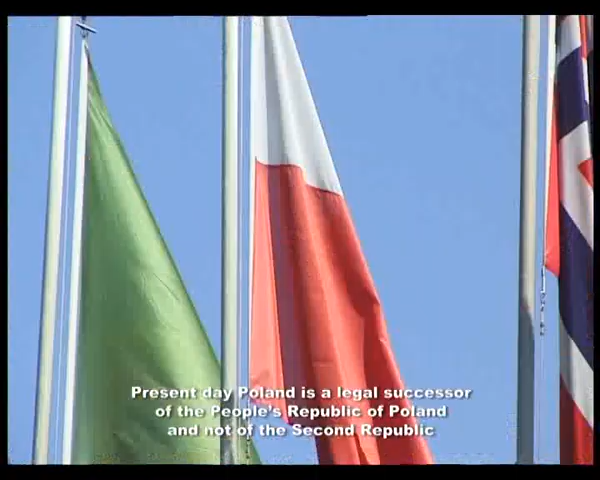 Present day Poland is a legal successor
of the People's Republic of Poland
and not of the Second Republic